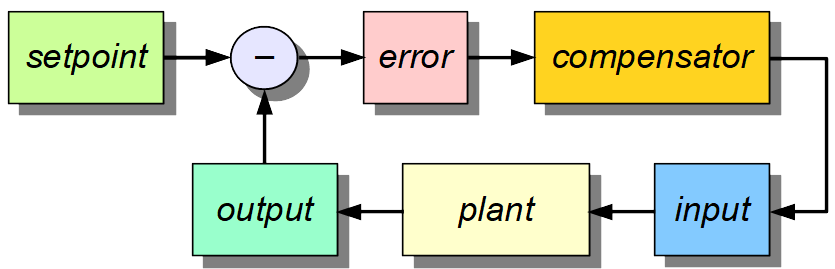 setpoint
−
error
compensator
output
plant
input